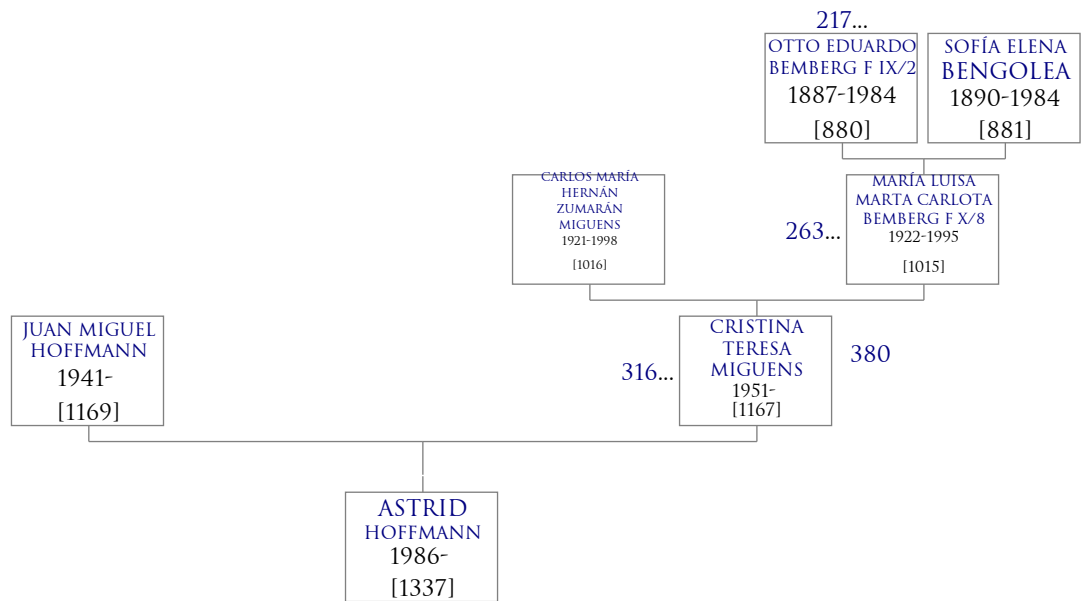 217...
OTTO EDUARDO
BEMBERG F IX/2
1887-1984
[880]
SOFÍA ELENA
BENGOLEA
1890-1984
[881]
CARLOS MARÍA
HERNÁN
ZUMARÁN
MIGUENS
1921-1998
[1016]
263...
MARÍA LUISA
MARTA CARLOTA
BEMBERG F X/8
1922-1995
[1015]
JUAN MIGUEL
HOFFMANN
1941-
[1169]
316...
CRISTINA
TERESA
MIGUENS
1951-
[1167]
380
ASTRID
HOFFMANN
1986-
[1337]